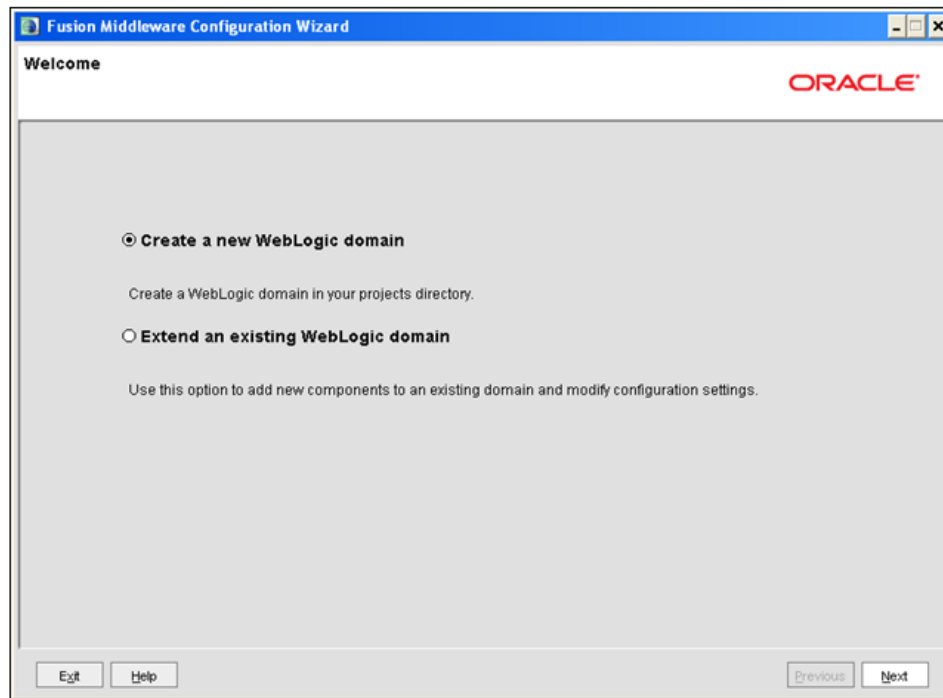 Fusion Middleware Configuration Wizard
Welcome
ORACLE
Create a new WebLogic domain
Create a WebLogic domain in your projects directory.
Extend an existing WebLogic domain
Use this option to add new components to an existing domain and modify configuration settings.
Exit Help Previous Next